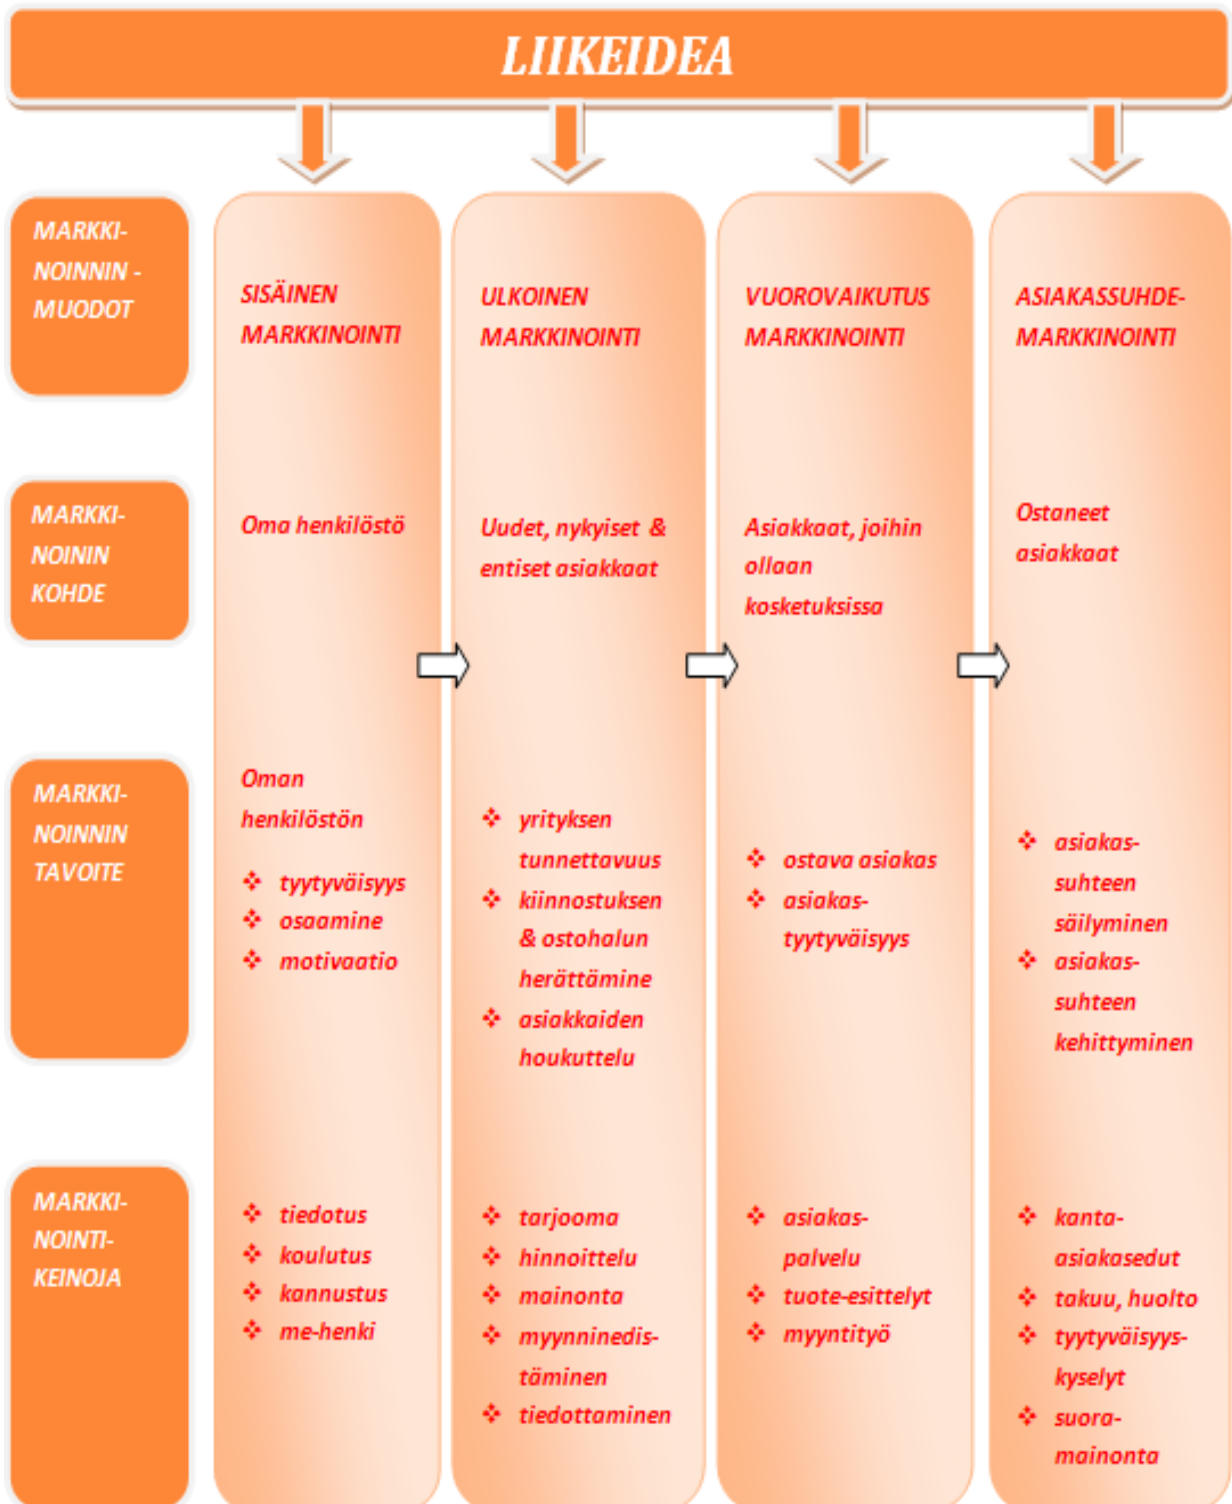 LIIKEIDEA
MARKKI-
NOINNIN -
MUODOT
SISÄINEN
MARKKINOINTI
ULKOINEN
MARKKINOINTI
VUOROVAIKUTUS
MARKKINOINTI
ASIAKASSUHDE-
MARKKINOINTI
MARKKI-
NOININ
KOHDE
Oma henkilöstö
Uudet, nykyiset &
entiset asiakkaat
Asiakkaat, joihin
ollaan
kosketuksissa
Ostaneet
asiakkaat
MARKKI-
NOINNIN
TAVOITE
Oman
henkilöstön
❖ tyytyväisyys
❖ osaamine
❖ motivaatio
❖ yrityksen
tunnettavuus
❖ kiinnostuksen
& ostohalun
herättämine
❖ asiakkaiden
houkuttelu
❖ ostava asiakas
❖ asiakas-
tyytyväisyys
❖ asiakas-
suhteen
säilyminen
❖ asiakas-
suhteen
kehittyminen
MARKKI-
NOINTI-
KEINOJA
❖ tiedotus
❖ koulutus
❖ kannustus
❖ me-henki
❖ tarjooma
❖ hinnoittelu
❖ mainonta
❖ myynninedis-
täminen
❖ tiedottaminen
❖ asiakas-
palvelu
❖ tuote-esittelyt
❖ myyntityö
❖ kanta-
asiakasedut
❖ takuu, huolto
❖ tyytyväisyys-
kyselyt
❖ suora-
mainonta